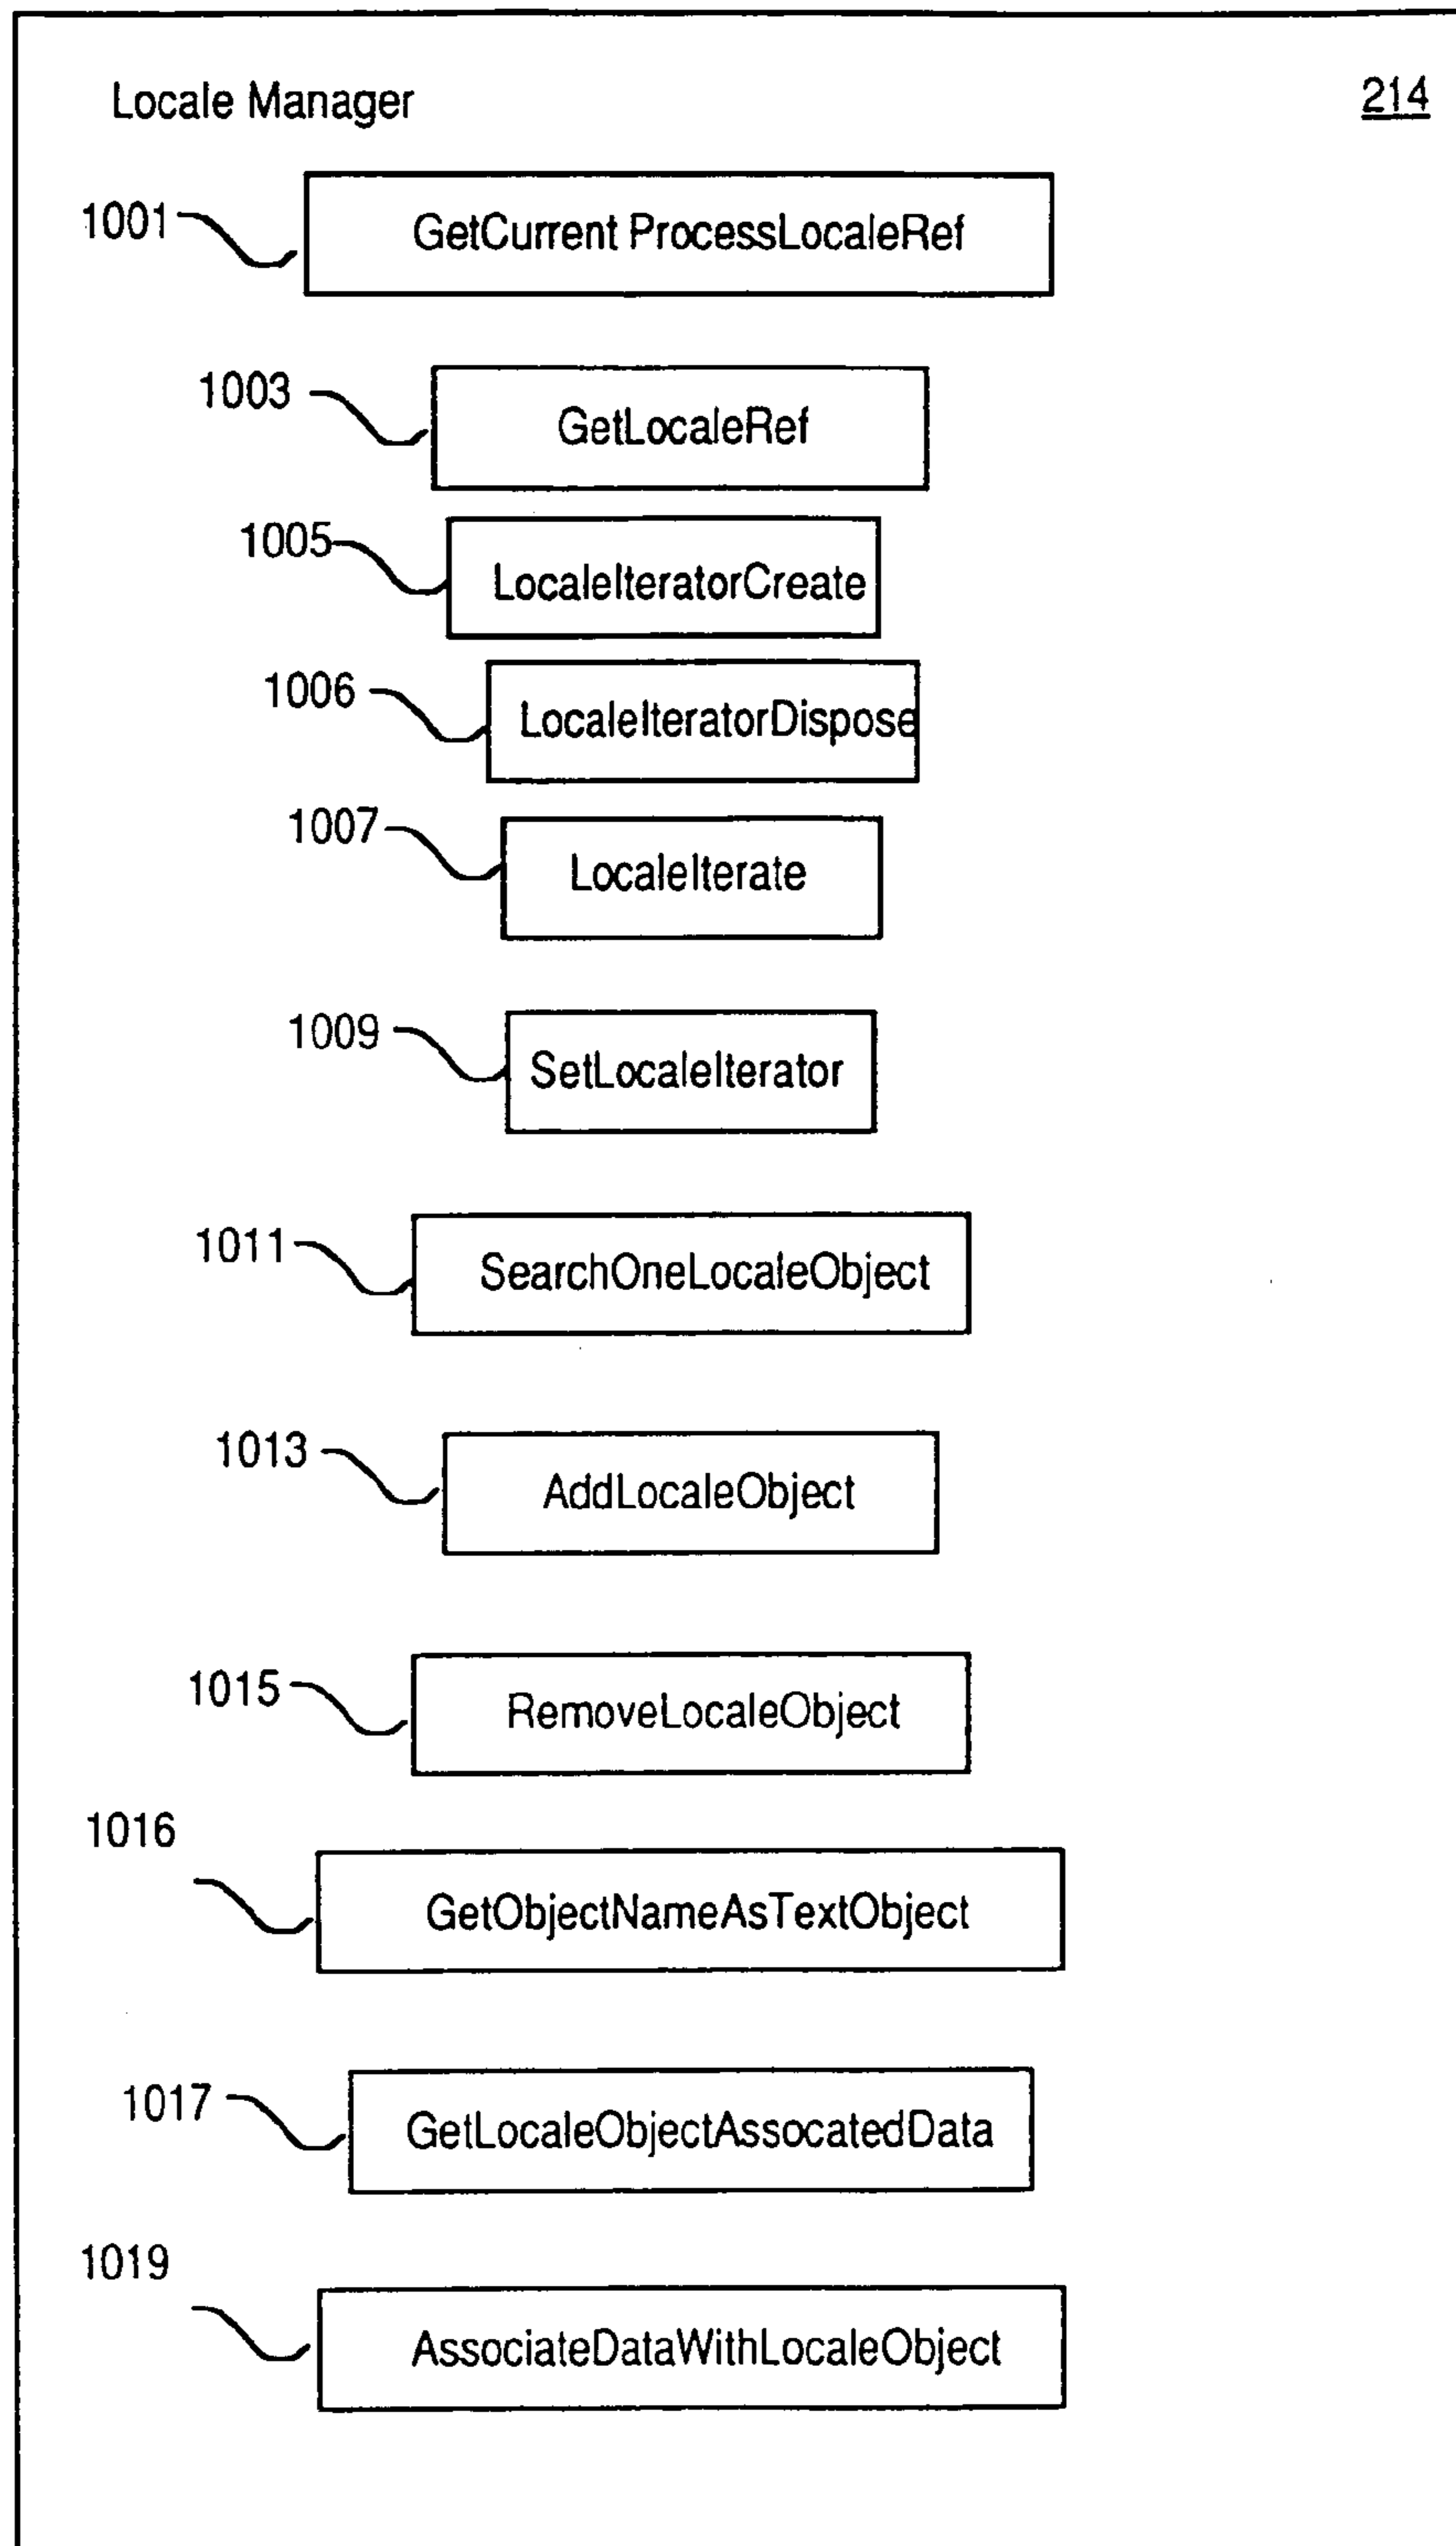 Locale Manager 214
1001 GetCurrent ProcessLocaleRef
1003 GetLocaleRef
1005 LocaleIteratorCreate
1006 LocaleIteratorDispose
1007 LocaleIterate
1009 SetLocaleIterator
1011 SearchOneLocaleObject
1013 AddLocaleObject
1015 RemoveLocaleObject
1016 GetObjectNameAsTextObject
1017 GetLocaleObjectAssocatedData
1019 AssociateDataWithLocaleObject